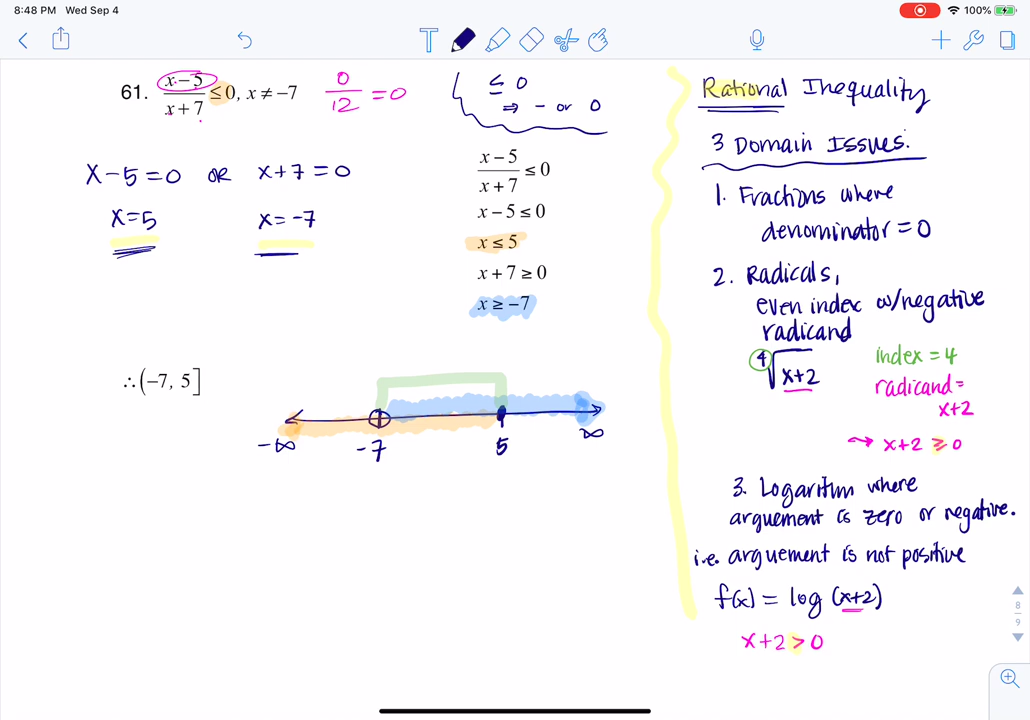 8:48 PM Wed Sep 4
100%
T
61. x − 5 / x + 7 ≤ 0, x ≠ −7
0 / 12 = 0
≤ 0
⇒ - or 0
x − 5 = 0 OR x + 7 = 0
x = 5 x = −7
x − 5 / x + 7 ≤ 0
x − 5 ≤ 0
x ≤ 5
x + 7 ≥ 0
x ≥ −7
∴ (−7, 5]
−∞ −7 5 ∞
Rational Inequality
3 Domain Issues:
1. Fractions where
denominator = 0
2. Radicals,
even index w/negative
radicand
4√x+2
index = 4
radicand =
x+2
⇝ x+2 ≥ 0
3. Logaritm where
arguement is zero or negative.
i.e. arguement is not positive
f(x) = log (x+2)
x+2 > 0
8
9